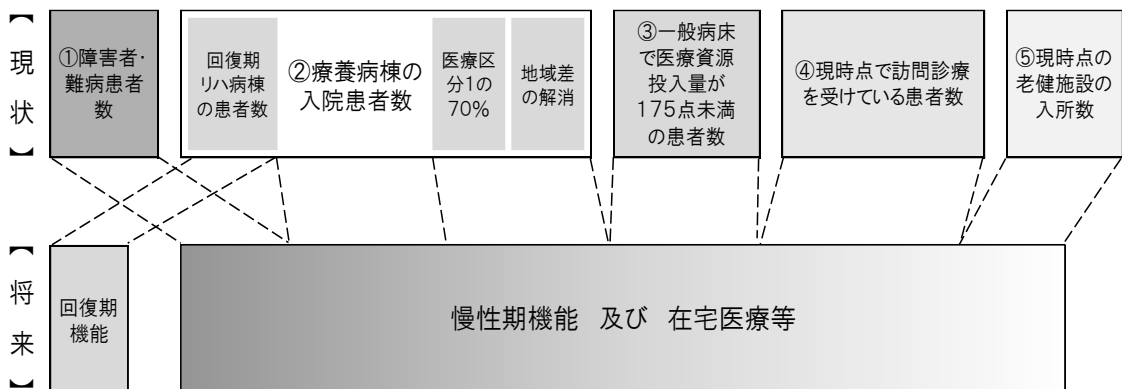 【現状】
①障害者・
難病患者
数
回復期
リハ病棟
の患者数
②療養病棟の
入院患者数
医療区
分1の
70%
地域差
の解消
③一般病床
で医療資源
投入量が
175点未満
の患者数
④現時点で訪問診療
を受けている患者数
⑤現時点の
老健施設の
入所数
【将来】
回復期
機能
慢性期機能　及び　在宅医療等